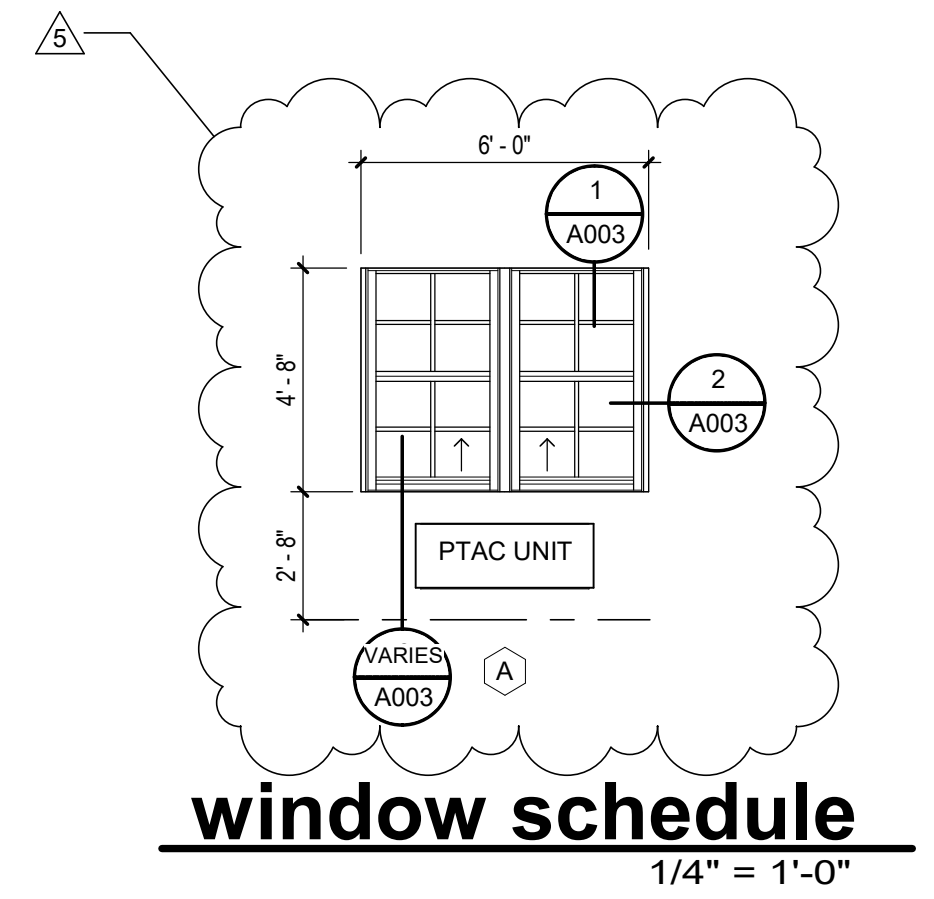 5
6' - 0"
1
A003
4' - 8"
2
A003
2' - 8"
PTAC UNIT
VARIES
A003
A
window schedule
1/4" = 1'-0"